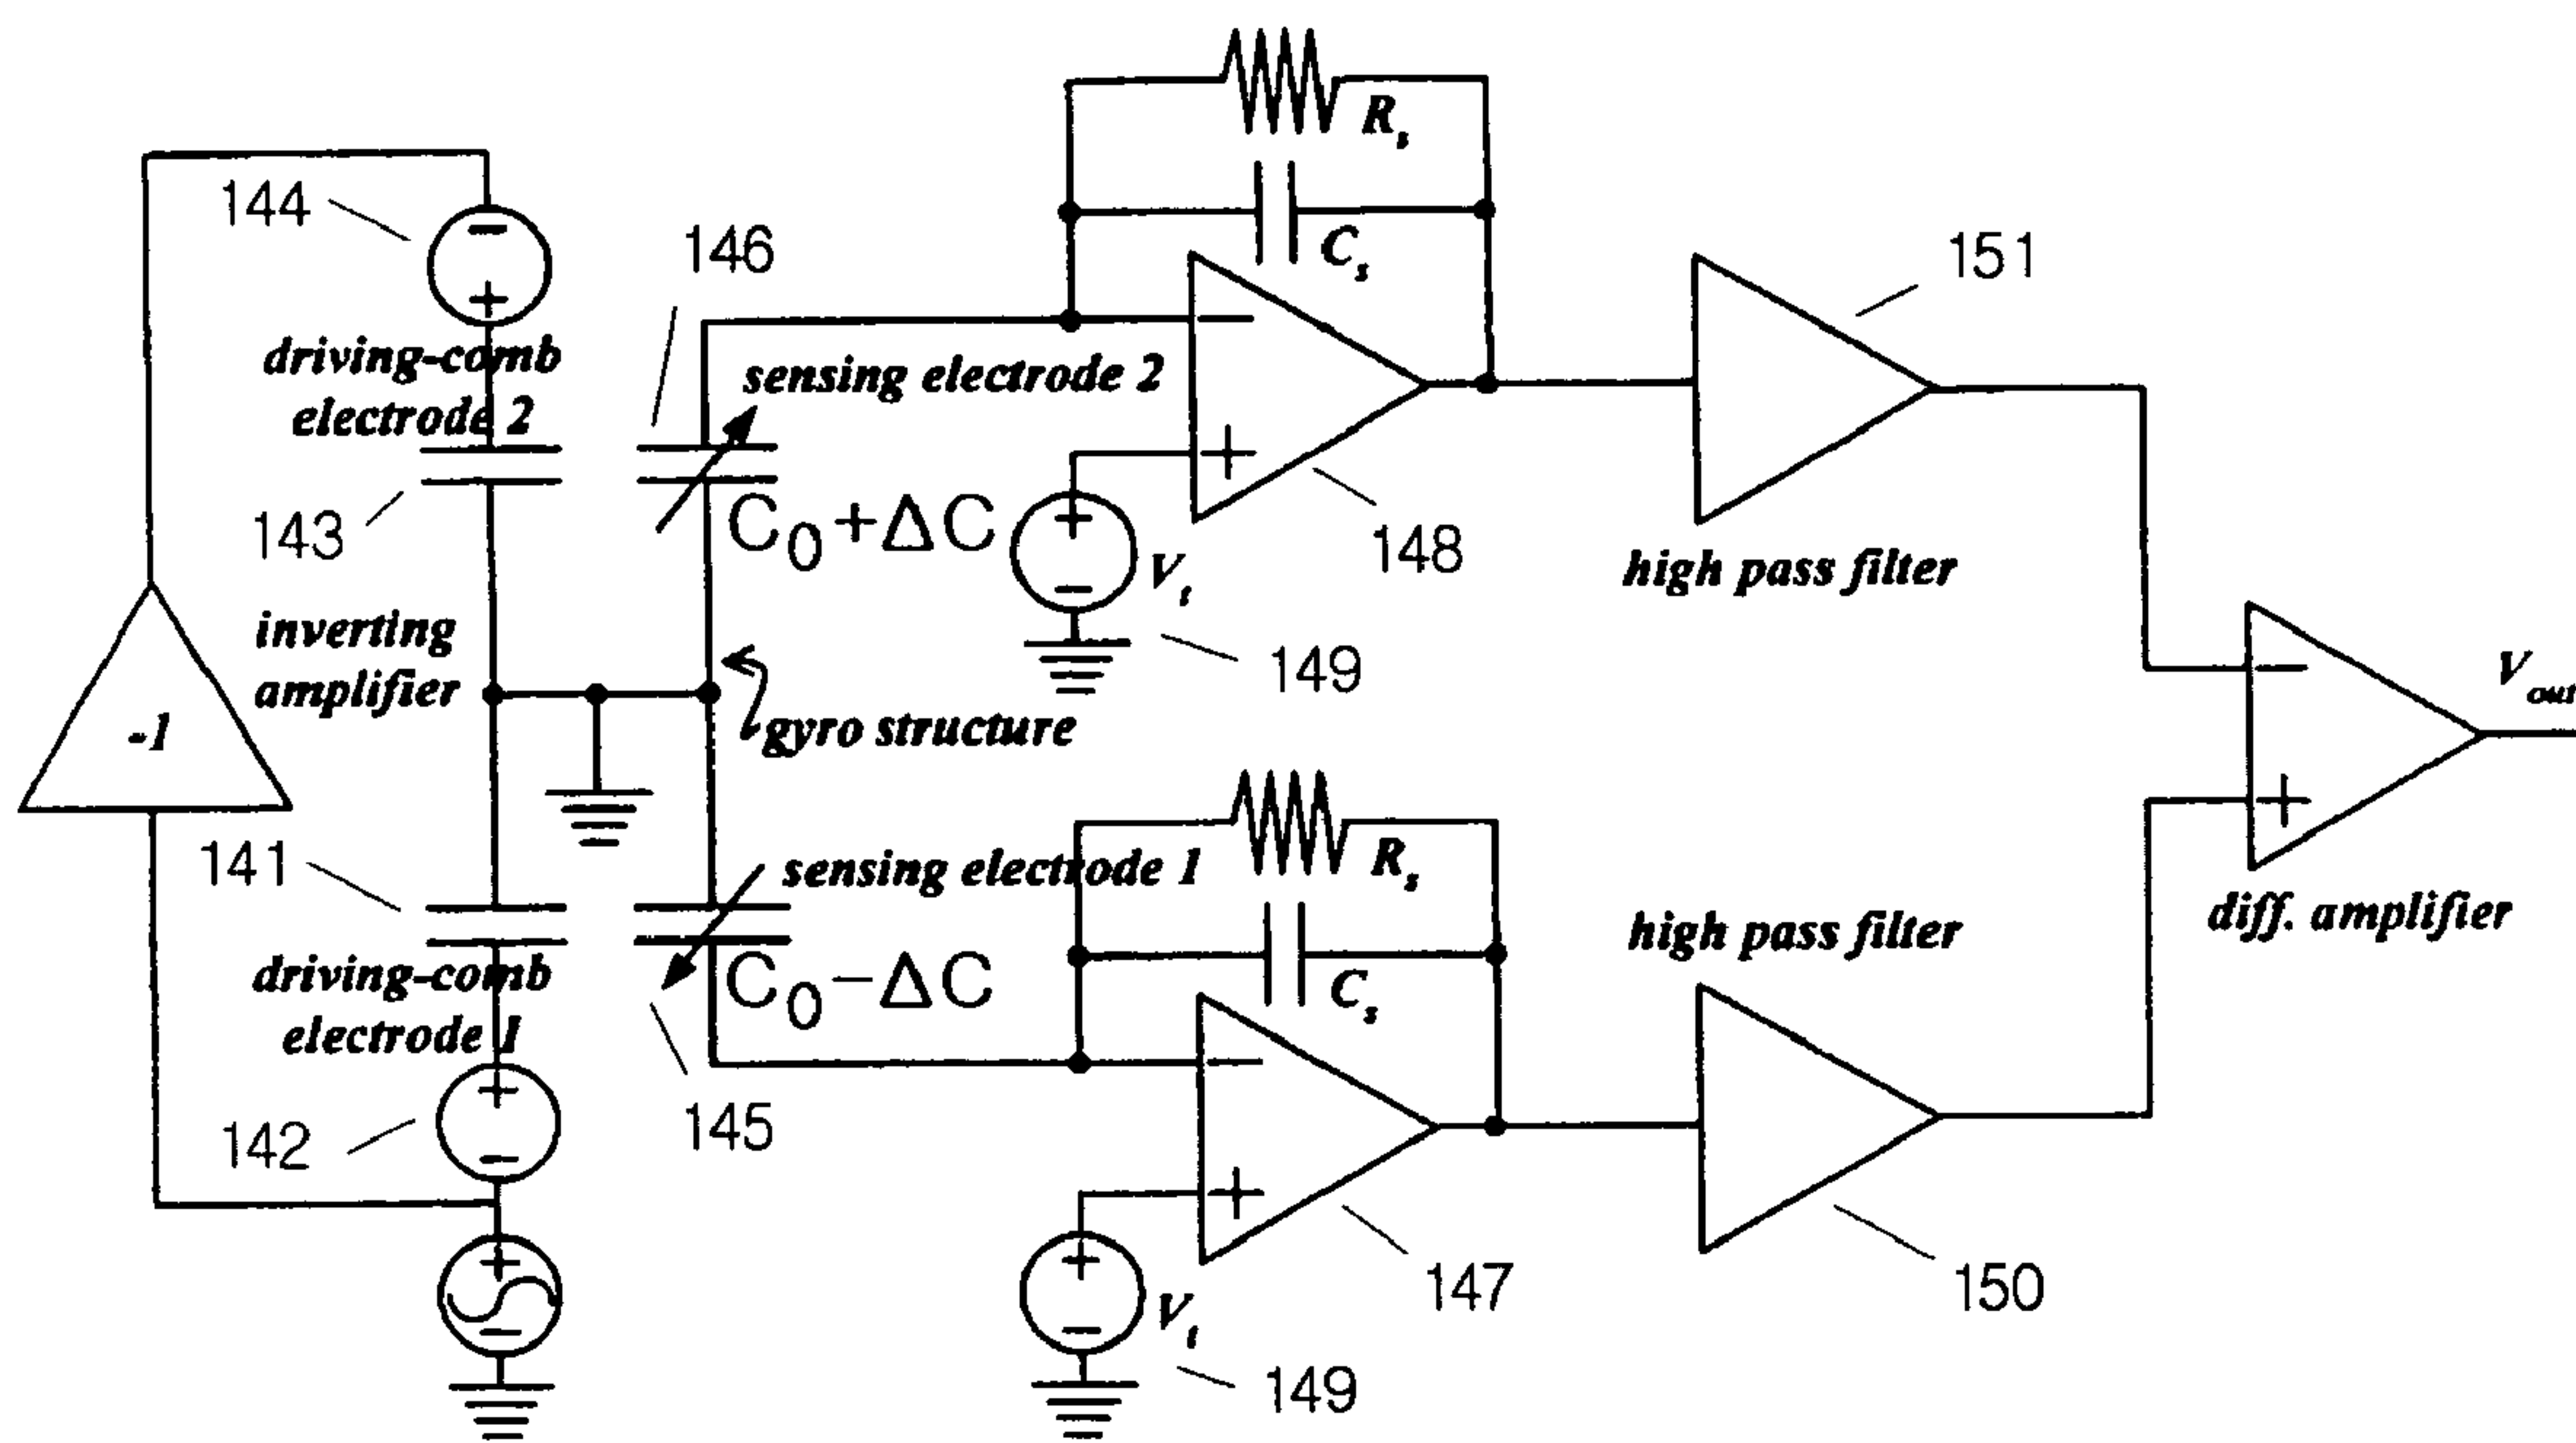 R_s
144
146
C_s
151
driving-comb
electrode 2
sensing electrode 2
−
+
143
C₀+ΔC
V_t
148
high pass filter
inverting
amplifier
149
V_out
-1
gyro structure
141
sensing electrode 1
R_s
driving-comb
electrode 1
C₀−ΔC
C_s
high pass filter
diff. amplifier
142
145
147
150
V_t
149